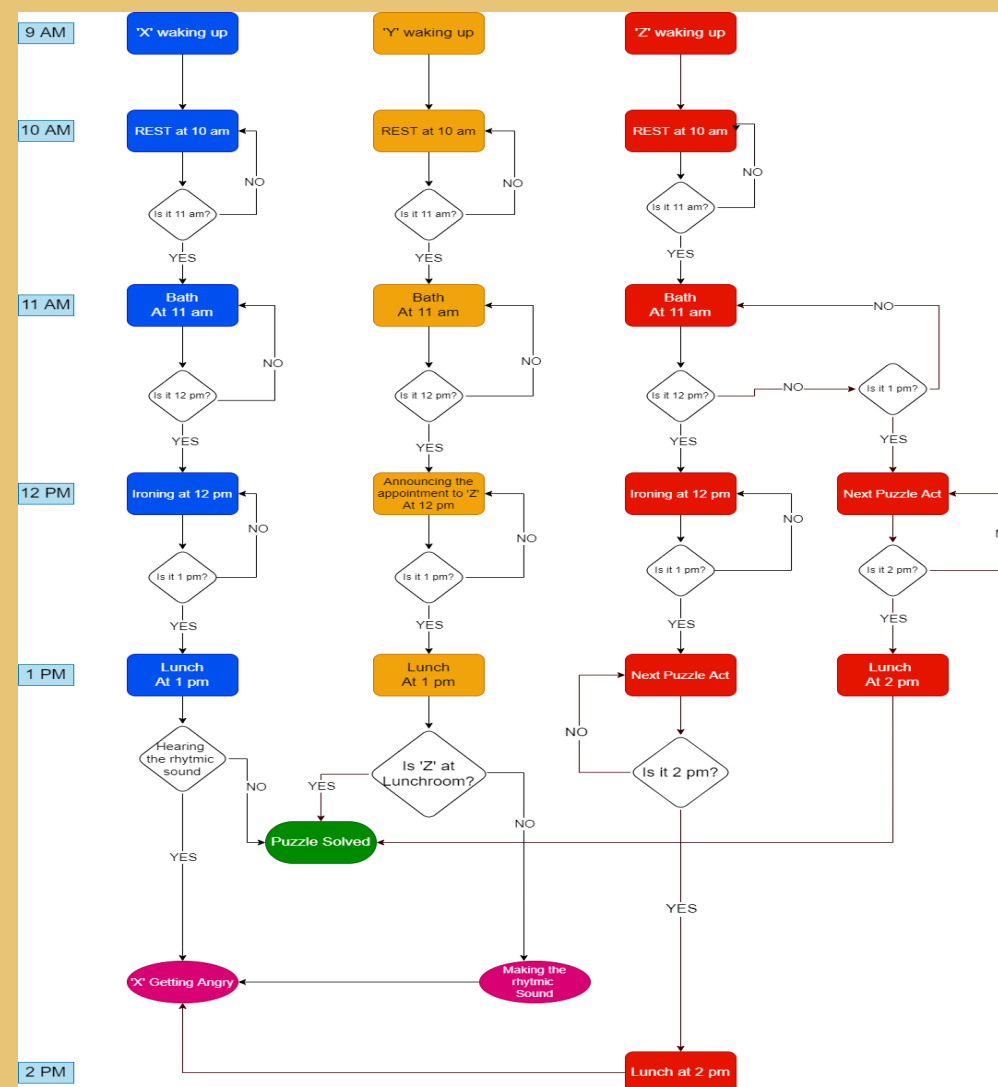 9 AM
'X' waking up
'Y' waking up
'Z' waking up
10 AM
REST at 10 am
REST at 10 am
REST at 10 am
NO
NO
NO
Is it 11 am?
Is it 11 am?
Is it 11 am?
YES
YES
YES
11 AM
Bath
At 11 am
Bath
At 11 am
Bath
At 11 am
NO
NO
NO
Is it 12 pm?
Is it 12 pm?
Is it 12 pm?
NO
Is it 1 pm?
YES
YES
YES
YES
12 PM
Ironing at 12 pm
Announcing the
appointment to 'Z'
At 12 pm
Ironing at 12 pm
Next Puzzle Act
NO
NO
NO
Is it 1 pm?
Is it 1 pm?
Is it 1 pm?
Is it 2 pm?
YES
YES
YES
YES
1 PM
Lunch
At 1 pm
Lunch
At 1 pm
Next Puzzle Act
Lunch
At 2 pm
Hearing
the rhytmic
sound
NO
Is 'Z' at
Lunchroom?
YES
NO
NO
Is it 2 pm?
Puzzle Solved
YES
YES
'X' Getting Angry
Making the
rhytmic
Sound
2 PM
Lunch at 2 pm